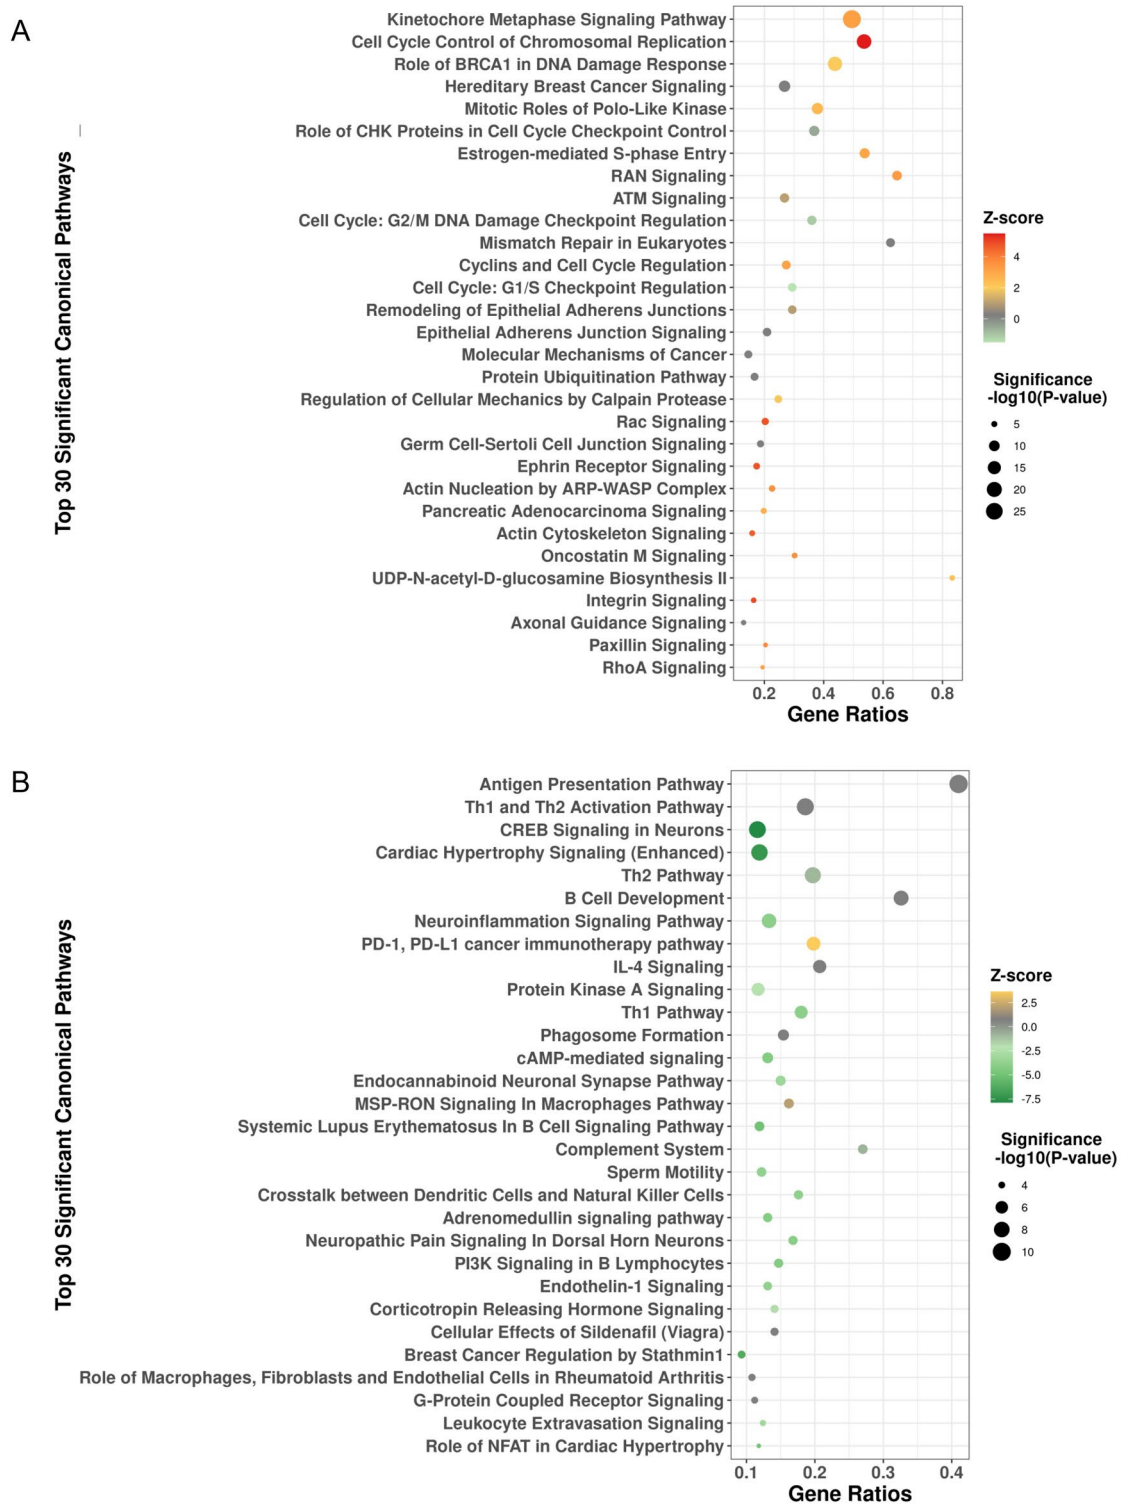 A
Top 30 Significant Canonical Pathways
Kinetochore Metaphase Signaling Pathway
Cell Cycle Control of Chromosomal Replication
Role of BRCA1 in DNA Damage Response
Hereditary Breast Cancer Signaling
Mitotic Roles of Polo-Like Kinase
Role of CHK Proteins in Cell Cycle Checkpoint Control
Estrogen-mediated S-phase Entry
RAN Signaling
ATM Signaling
Cell Cycle: G2/M DNA Damage Checkpoint Regulation
Mismatch Repair in Eukaryotes
Cyclins and Cell Cycle Regulation
Cell Cycle: G1/S Checkpoint Regulation
Remodeling of Epithelial Adherens Junctions
Epithelial Adherens Junction Signaling
Molecular Mechanisms of Cancer
Protein Ubiquitination Pathway
Regulation of Cellular Mechanics by Calpain Protease
Rac Signaling
Germ Cell-Sertoli Cell Junction Signaling
Ephrin Receptor Signaling
Actin Nucleation by ARP-WASP Complex
Pancreatic Adenocarcinoma Signaling
Actin Cytoskeleton Signaling
Oncostatin M Signaling
UDP-N-acetyl-D-glucosamine Biosynthesis II
Integrin Signaling
Axonal Guidance Signaling
Paxillin Signaling
RhoA Signaling
0.2 0.4 0.6 0.8
Gene Ratios
Z-score
4
2
0
Significance
-log10(P-value)
5
10
15
20
25
B
Top 30 Significant Canonical Pathways
Antigen Presentation Pathway
Th1 and Th2 Activation Pathway
CREB Signaling in Neurons
Cardiac Hypertrophy Signaling (Enhanced)
Th2 Pathway
B Cell Development
Neuroinflammation Signaling Pathway
PD-1, PD-L1 cancer immunotherapy pathway
IL-4 Signaling
Protein Kinase A Signaling
Th1 Pathway
Phagosome Formation
cAMP-mediated signaling
Endocannabinoid Neuronal Synapse Pathway
MSP-RON Signaling In Macrophages Pathway
Systemic Lupus Erythematosus In B Cell Signaling Pathway
Complement System
Sperm Motility
Crosstalk between Dendritic Cells and Natural Killer Cells
Adrenomedullin signaling pathway
Neuropathic Pain Signaling In Dorsal Horn Neurons
PI3K Signaling in B Lymphocytes
Endothelin-1 Signaling
Corticotropin Releasing Hormone Signaling
Cellular Effects of Sildenafil (Viagra)
Breast Cancer Regulation by Stathmin1
Role of Macrophages, Fibroblasts and Endothelial Cells in Rheumatoid Arthritis
G-Protein Coupled Receptor Signaling
Leukocyte Extravasation Signaling
Role of NFAT in Cardiac Hypertrophy
0.1 0.2 0.3 0.4
Gene Ratios
Z-score
2.5
0.0
-2.5
-5.0
-7.5
Significance
-log10(P-value)
4
6
8
10